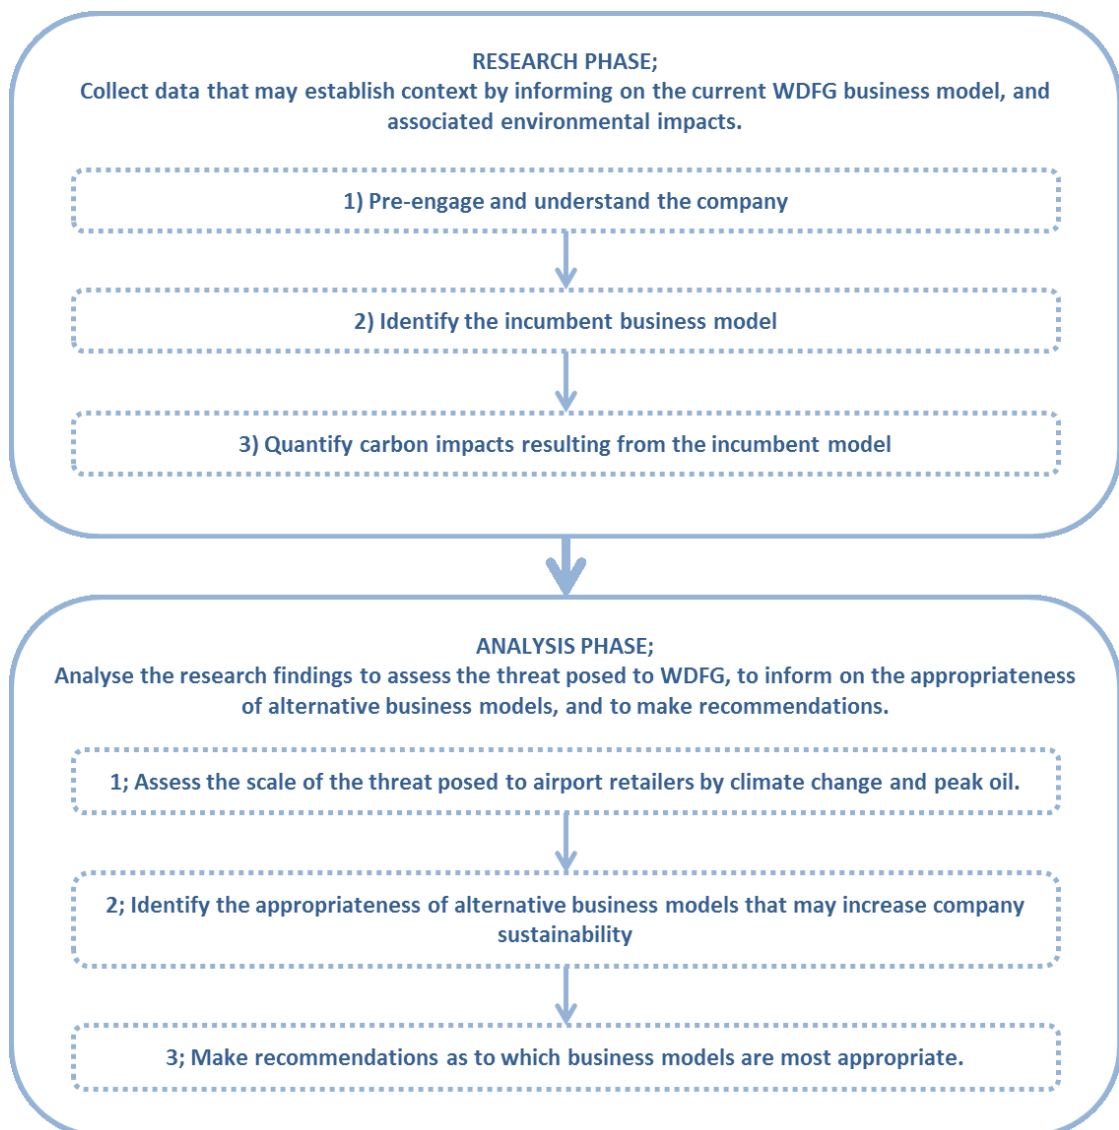 RESEARCH PHASE;
Collect data that may establish context by informing on the current WDFG business model, and
associated environmental impacts.
1) Pre-engage and understand the company
2) Identify the incumbent business model
3) Quantify carbon impacts resulting from the incumbent model
ANALYSIS PHASE;
Analyse the research findings to assess the threat posed to WDFG, to inform on the appropriateness
of alternative business models, and to make recommendations.
1; Assess the scale of the threat posed to airport retailers by climate change and peak oil.
2; Identify the appropriateness of alternative business models that may increase company
sustainability
3; Make recommendations as to which business models are most appropriate.